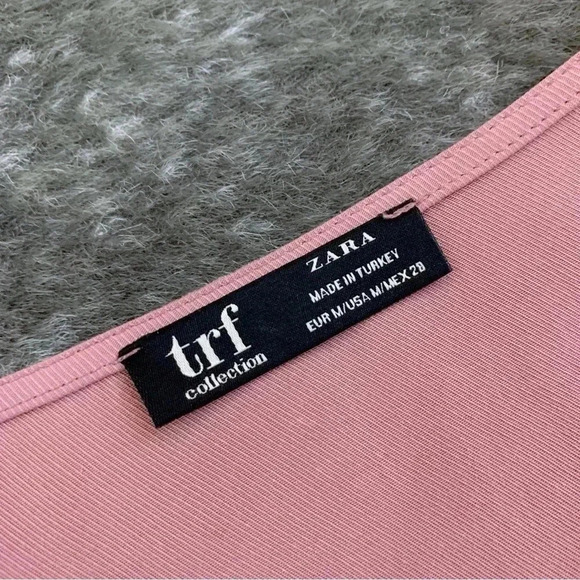 trf
collection
ZARA
MADE IN TURKEY
EUR M/USA M/MEX 28